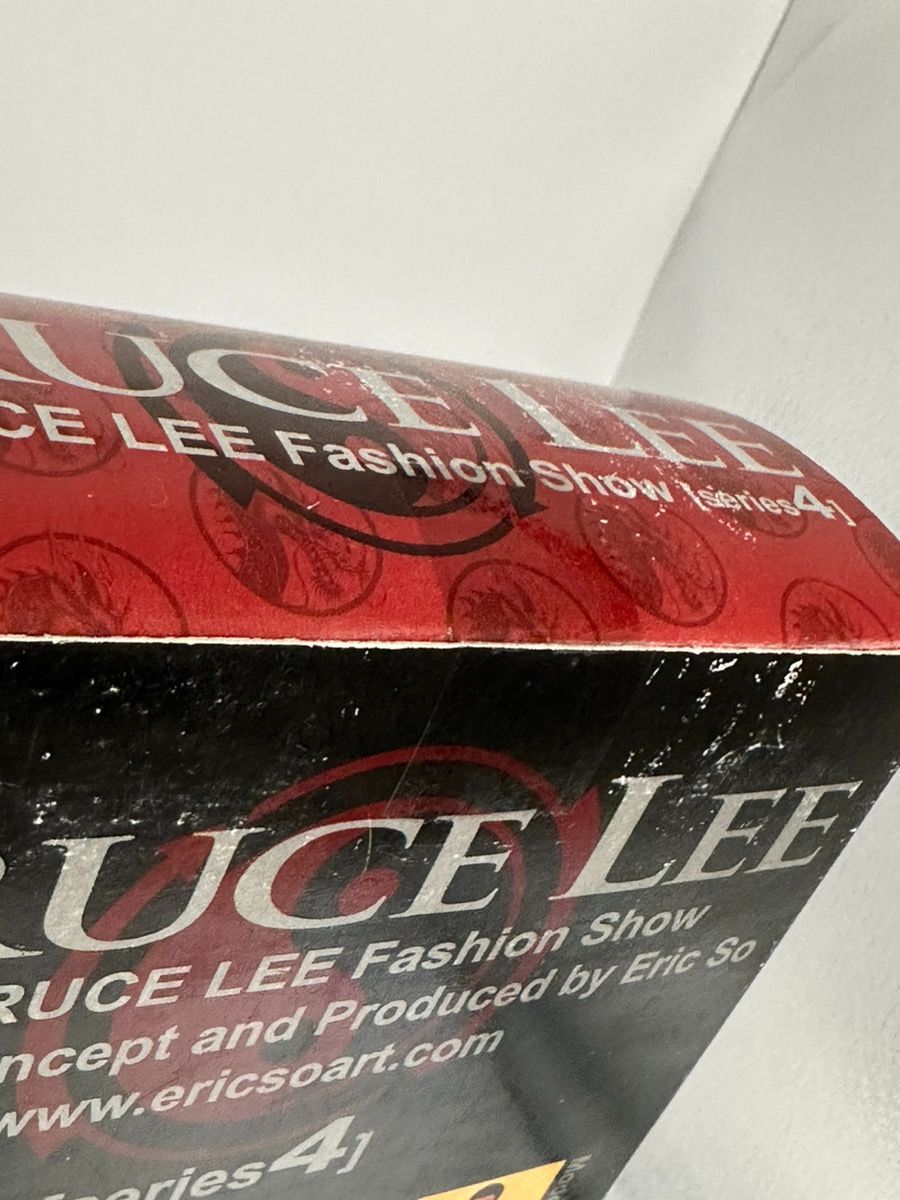 RUCE LEE
CE LEE Fashion Show [series4]
RUCE LEE
RUCE LEE Fashion Show
ncept and Produced by Eric So
www.ericsoart.com
[series4]